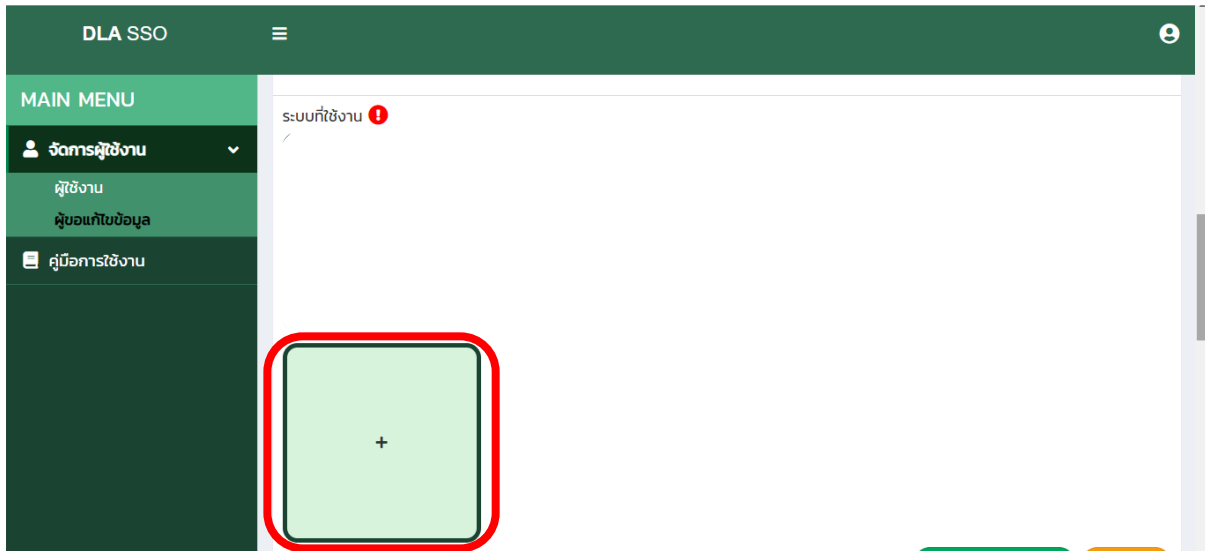 DLA SSO
MAIN MENU
จัดการผู้ใช้งาน
ผู้ใช้งาน
ผู้ขอแก้ไขข้อมูล
คู่มือการใช้งาน
ระบบที่ใช้งาน !
+